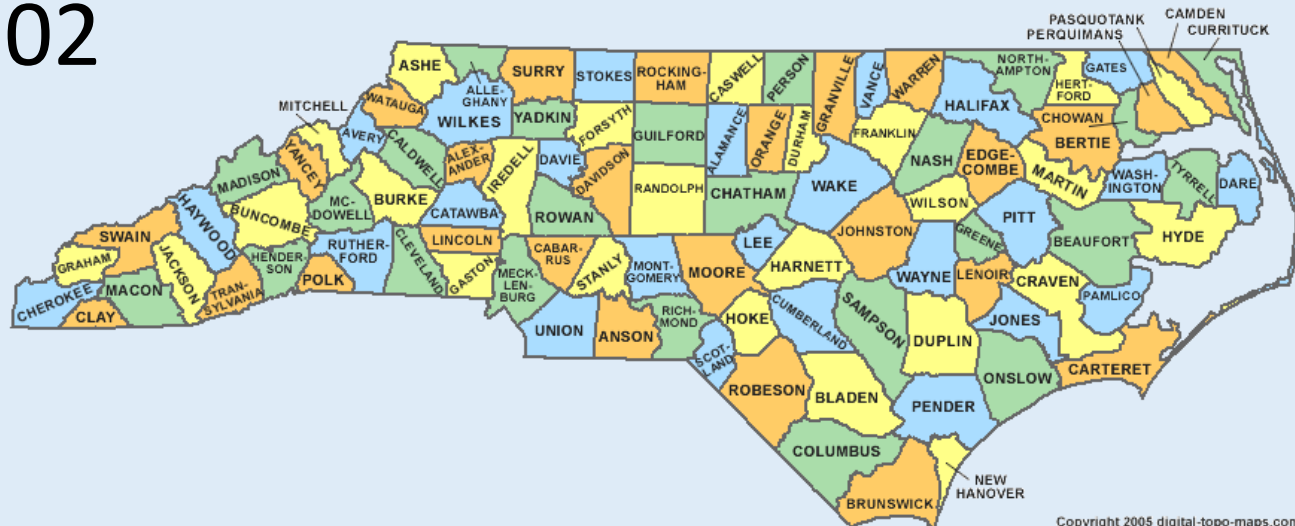 02
PASQUOTANK
CAMDEN
PERQUIMANS
CURRITUCK
ASHE
ALLE-
GHANY
SURRY
STOKES
ROCKING-
HAM
CASWELL
PERSON
GRANVILLE
VANCE
WARREN
NORTH-
AMPTON
HERT-
FORD
GATES
MITCHELL
WATAUGA
WILKES
YADKIN
FORSYTH
GUILFORD
ALAMANCE
ORANGE
DURHAM
FRANKLIN
HALIFAX
CHOWAN
BERTIE
AVERY
CALDWELL
ALEX-
ANDER
IREDELL
DAVIE
DAVIDSON
RANDOLPH
CHATHAM
WAKE
NASH
EDGE-
COMBE
MARTIN
WASH-
INGTON
TYRRELL
DARE
MADISON
YANCEY
MC-
DOWELL
BURKE
CATAWBA
ROWAN
WILSON
PITT
BEAUFORT
HYDE
HAYWOOD
BUNCOMBE
RUTHER-
FORD
CLEVELAND
LINCOLN
GASTON
MECK-
LEN-
BURG
CABAR-
RUS
STANLY
MONT-
GOMERY
MOORE
LEE
HARNETT
JOHNSTON
WAYNE
GREENE
LENOIR
CRAVEN
PAMLICO
SWAIN
GRAHAM
JACKSON
HENDER-
SON
POLK
TRAN-
SYLVANIA
CHEROKEE
MACON
CLAY
UNION
ANSON
RICH-
MOND
SCOT-
LAND
HOKE
CUMBERLAND
SAMPSON
DUPLIN
JONES
ONSLOW
CARTERET
ROBESON
BLADEN
PENDER
COLUMBUS
BRUNSWICK
NEW
HANOVER
Copyright 2005 digital-topo-maps.com